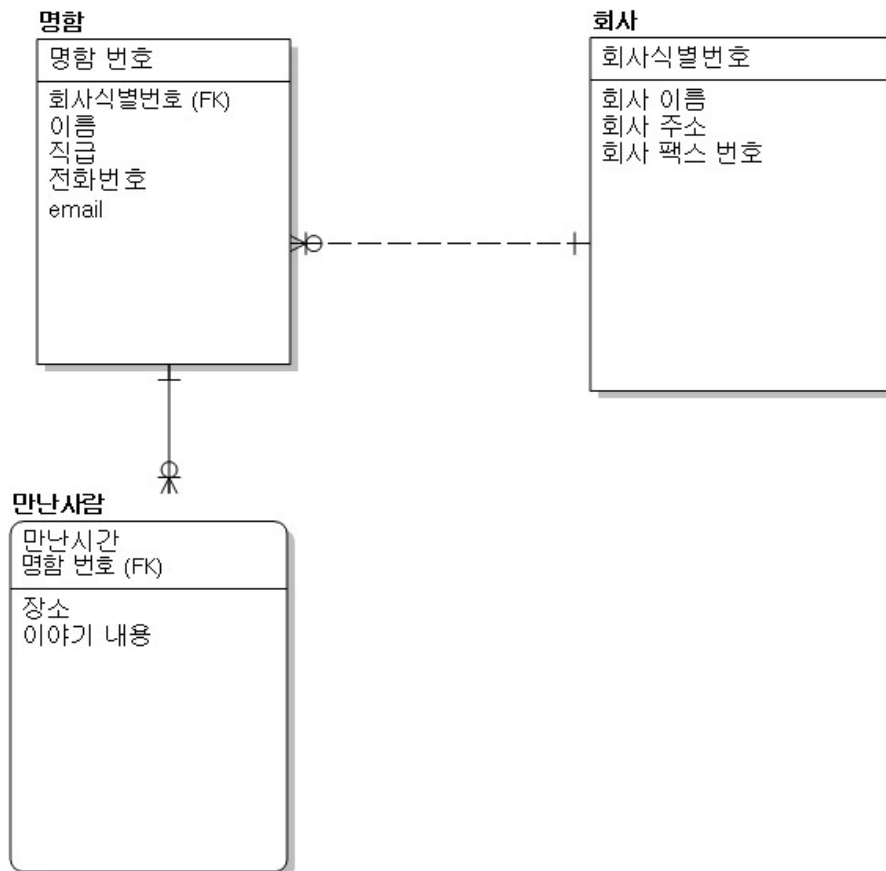 명함
명함 번호
회사식별번호 (FK)
이름
직급
전화번호
email
회사
회사식별번호
회사 이름
회사 주소
회사 팩스 번호
만난사람
만난시간
명함 번호 (FK)
장소
이야기 내용